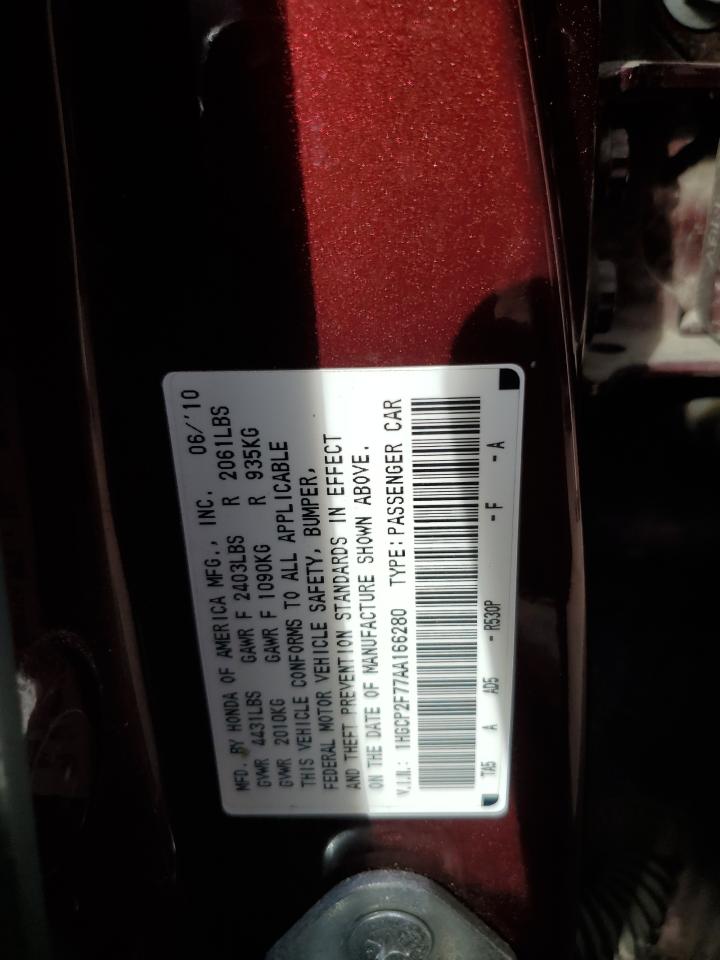 MFD. BY HONDA OF AMERICA MFG., INC. 06/'10
GVWR 4431LBS GAWR F 2403LBS R 2061LBS
GVWR 2010KG GAWR F 1090KG R 935KG
THIS VEHICLE CONFORMS TO ALL APPLICABLE
FEDERAL MOTOR VEHICLE SAFETY, BUMPER,
AND THEFT PREVENTION STANDARDS IN EFFECT
ON THE DATE OF MANUFACTURE SHOWN ABOVE.
V.I.N.: 1HGCP2F77AA166280 TYPE: PASSENGER CAR
TA5 A AD5 - R530P - F - A